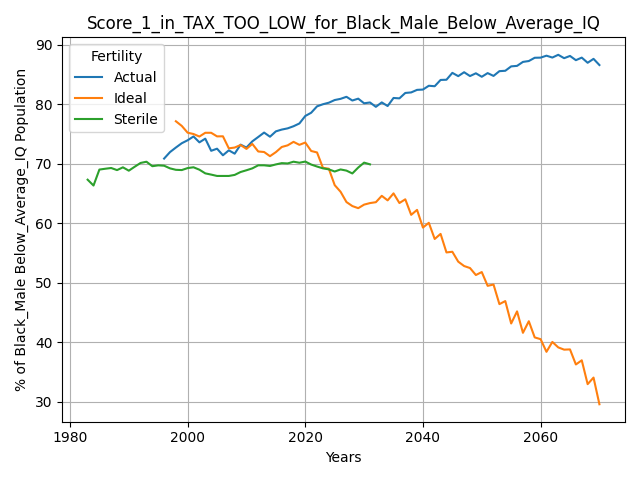 Score_1_in_TAX_TOO_LOW_for_Black_Male_Below_Average_IQ
% of Black_Male Below_Average_IQ Population
90
80
70
60
50
40
30
Fertility
Actual
Ideal
Sterile
1980
2000
2020
2040
2060
Years